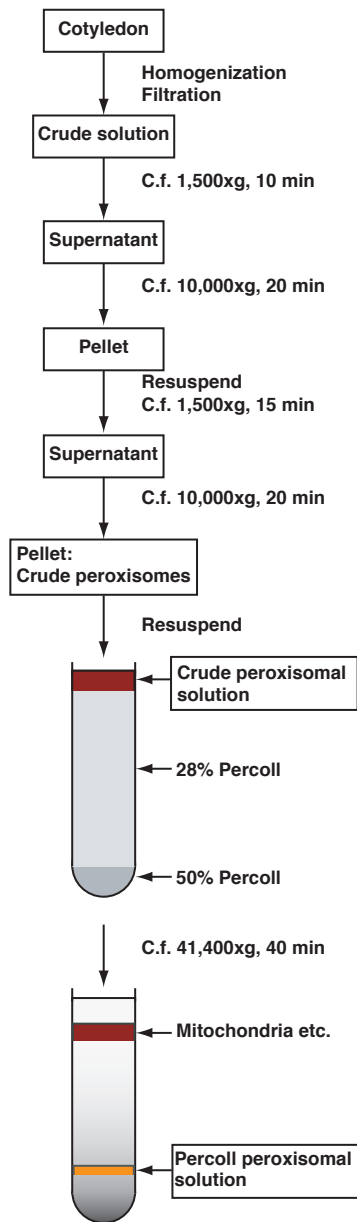 Cotyledon
Homogenization
Filtration
Crude solution
C.f. 1,500xg, 10 min
Supernatant
C.f. 10,000xg, 20 min
Pellet
Resuspend
C.f. 1,500xg, 15 min
Supernatant
C.f. 10,000xg, 20 min
Pellet:
Crude peroxisomes
Resuspend
Crude peroxisomal
solution
28% Percoll
50% Percoll
C.f. 41,400xg, 40 min
Mitochondria etc.
Percoll peroxisomal
solution